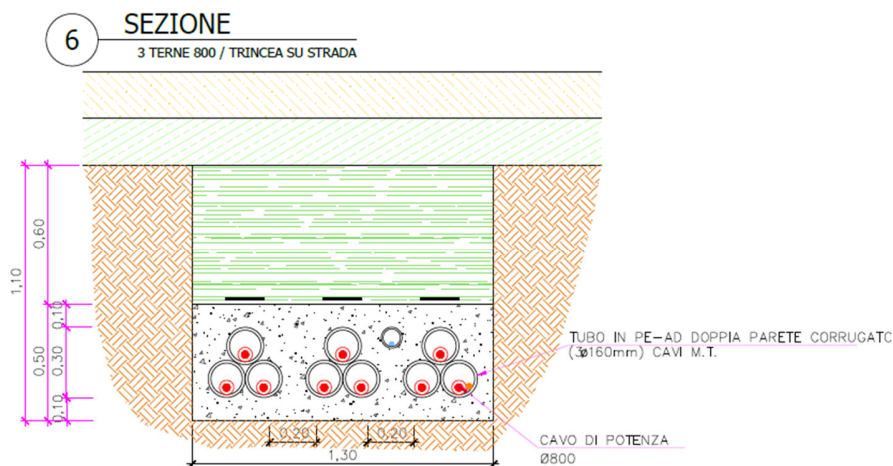 6
SEZIONE
3 TERNE 800 / TRINCEA SU STRADA
1,10
0,60
0,50
0,10
0,30
0,10
TUBO IN PE-AD DOPPIA PARETE CORRUGATO
(3ø160mm) CAVI M.T.
0,20
0,20
1,30
CAVO DI POTENZA
Ø800